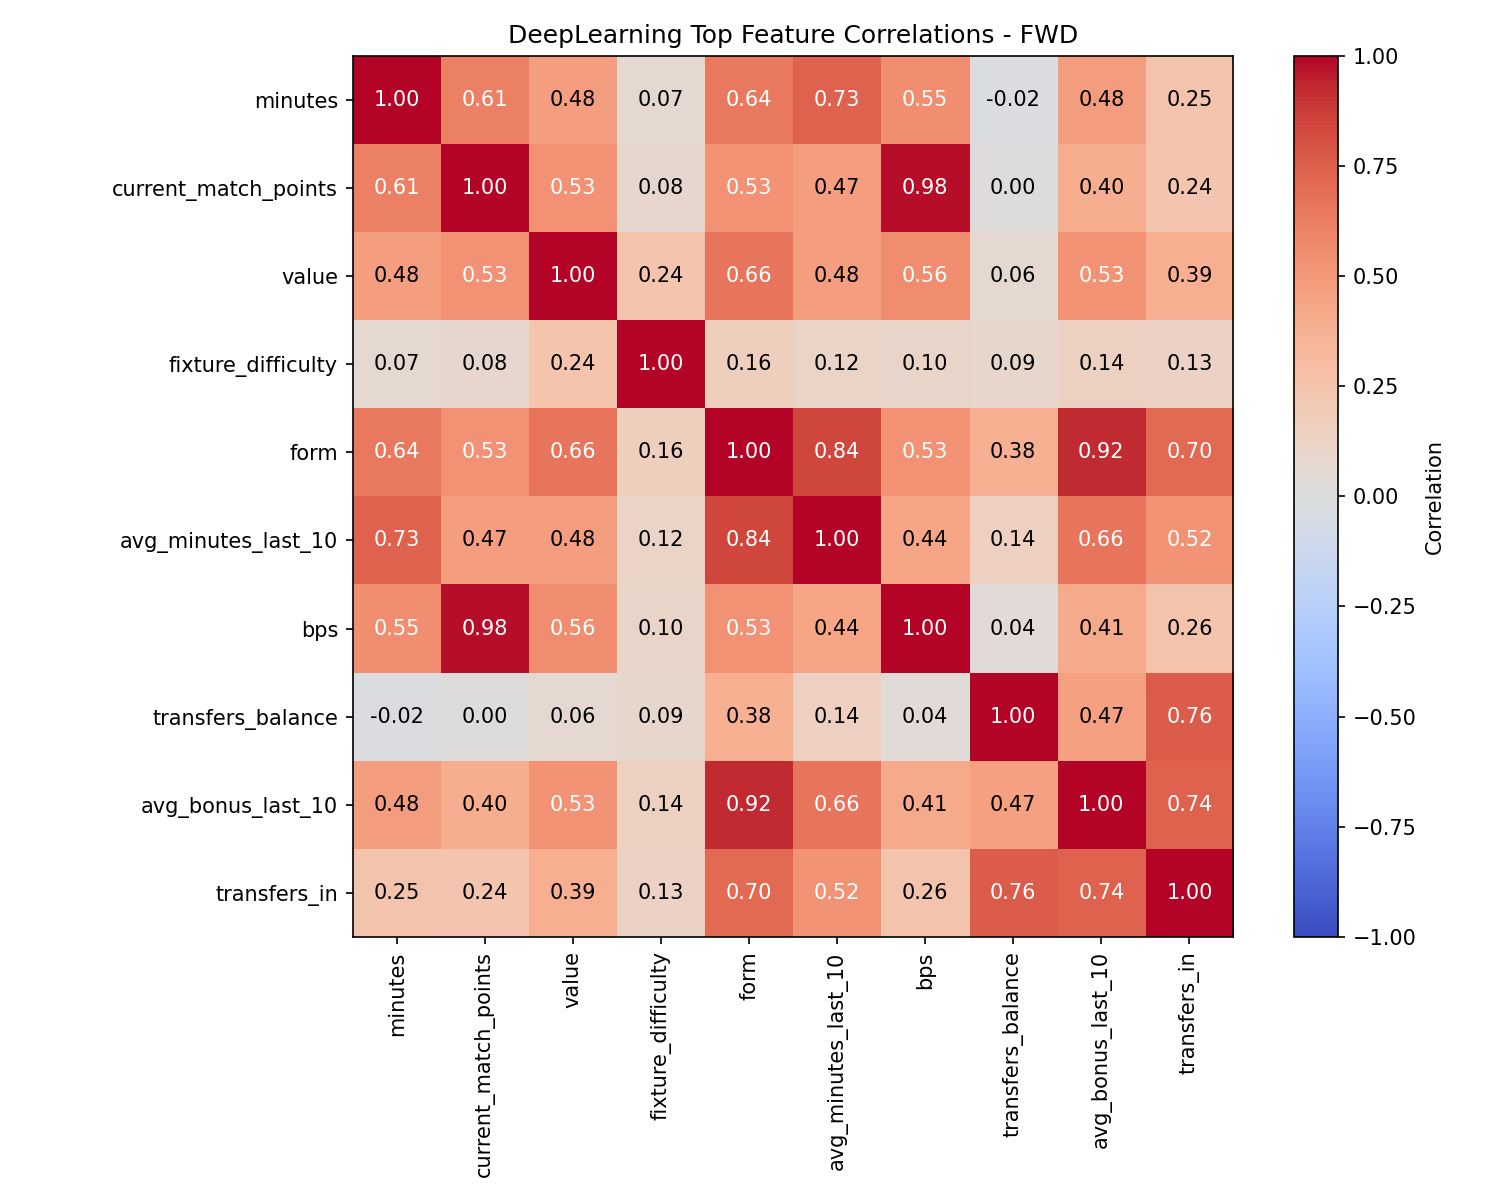 DeepLearning Top Feature Correlations - FWD
minutes 1.00 0.61 0.48 0.07 0.64 0.73 0.55 -0.02 0.48 0.25
current_match_points 0.61 1.00 0.53 0.08 0.53 0.47 0.98 0.00 0.40 0.24
value 0.48 0.53 1.00 0.24 0.66 0.48 0.56 0.06 0.53 0.39
fixture_difficulty 0.07 0.08 0.24 1.00 0.16 0.12 0.10 0.09 0.14 0.13
form 0.64 0.53 0.66 0.16 1.00 0.84 0.53 0.38 0.92 0.70
avg_minutes_last_10 0.73 0.47 0.48 0.12 0.84 1.00 0.44 0.14 0.66 0.52
bps 0.55 0.98 0.56 0.10 0.53 0.44 1.00 0.04 0.41 0.26
transfers_balance -0.02 0.00 0.06 0.09 0.38 0.14 0.04 1.00 0.47 0.76
avg_bonus_last_10 0.48 0.40 0.53 0.14 0.92 0.66 0.41 0.47 1.00 0.74
transfers_in 0.25 0.24 0.39 0.13 0.70 0.52 0.26 0.76 0.74 1.00
minutes
current_match_points
value
fixture_difficulty
form
avg_minutes_last_10
bps
transfers_balance
avg_bonus_last_10
transfers_in
1.00
0.75
0.50
0.25
0.00
−0.25
−0.50
−0.75
−1.00
Correlation